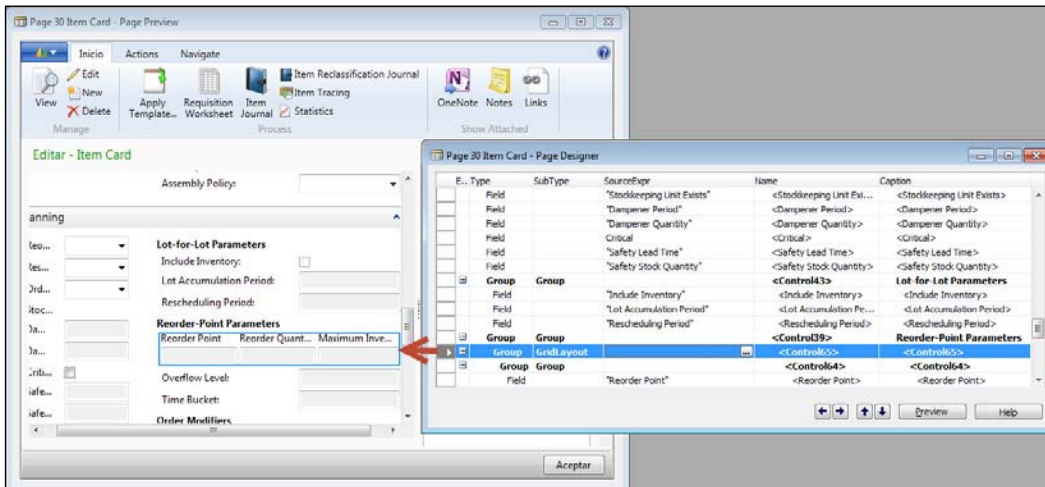 Page 30 Item Card - Page Preview
Inicio Actions Navigate
View
Edit
New
Delete
Manage
Apply Template...
Requisition Worksheet
Item Journal
Item Reclassification Journal
Item Tracing
Statistics
Process
OneNote Notes Links
Show Attached
Editar - Item Card
Assembly Policy:
anning
Lot-for-Lot Parameters
Include Inventory:
Lot Accumulation Period:
Rescheduling Period:
Reorder-Point Parameters
Reorder Point Reorder Quant... Maximum Inve...
Overflow Level:
Time Bucket:
Order Modifiers
Aceptar
Page 30 Item Card - Page Designer
E.. Type SubType SourceExpr Name Caption
Field "Stockkeeping Unit Exists" <Stockkeeping Unit Exi... <Stockkeeping Unit Exists>
Field "Dampener Period" <Dampener Period> <Dampener Period>
Field "Dampener Quantity" <Dampener Quantity> <Dampener Quantity>
Field Critical <Critical> <Critical>
Field "Safety Lead Time" <Safety Lead Time> <Safety Lead Time>
Field "Safety Stock Quantity" <Safety Stock Quantity> <Safety Stock Quantity>
Group Group <Control43> Lot-for-Lot Parameters
Field "Include Inventory" <Include Inventory> <Include Inventory>
Field "Lot Accumulation Period" <Lot Accumulation Pe... <Lot Accumulation Period>
Field "Rescheduling Period" <Rescheduling Period> <Rescheduling Period>
Group Group <Control39> Reorder-Point Parameters
Group GridLayout <Control65> <Control65>
Group Group <Control64> <Control64>
Field "Reorder Point" <Reorder Point> <Reorder Point>
Preview Help